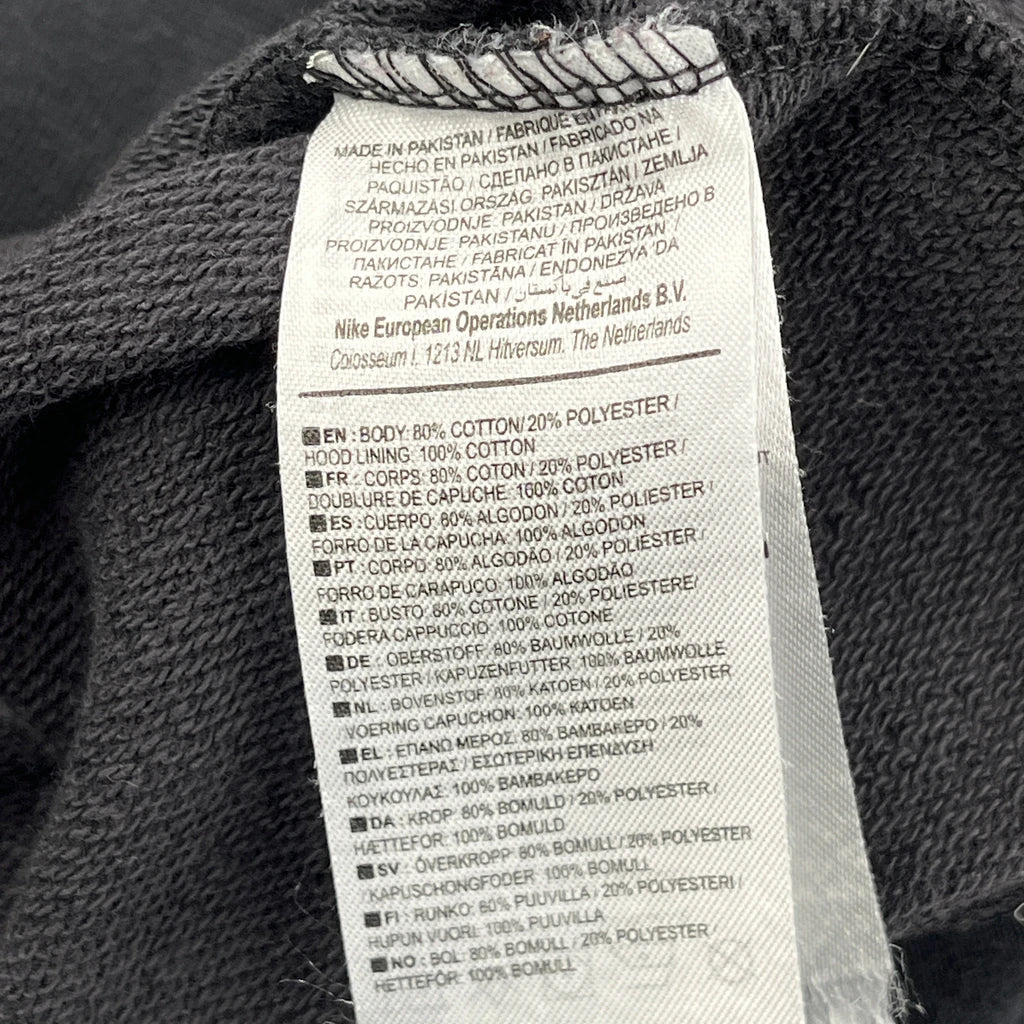 MADE IN PAKISTAN / FABRIQUÉ EN
HECHO EN PAKISTAN / FABRICADO NA
PAQUISTÃO / СДЕЛАНО В ПАКИСТАНЕ /
SZÁRMAZÁSI ORSZÁG: PAKISZTÁN / ZEMLJA
PROIZVODNJE: PAKISTAN / DRŽAVA
PROIZVODNJE: PAKISTANU / ПРОИЗВЕДЕНО В
ПАКИСТАНЕ / FABRICAT ÎN PAKISTAN /
RAZOTS: PAKISTĀNA / ENDONEZYA 'DA
PAKİSTAN / صنع في باكستان
Nike European Operations Netherlands B.V.
Colosseum I, 1213 NL Hitversum, The Netherlands
EN : BODY: 80% COTTON/ 20% POLYESTER /
HOOD LINING: 100% COTTON
FR : CORPS: 80% COTON / 20% POLYESTER /
DOUBLURE DE CAPUCHE: 100% COTON
ES : CUERPO: 80% ALGODON / 20% POLIESTER /
FORRO DE LA CAPUCHA: 100% ALGODON
PT : CORPO: 80% ALGODÃO / 20% POLIÉSTER /
FORRO DE CARAPUÇO: 100% ALGODÃO
IT : BUSTO: 80% COTONE / 20% POLIESTERE/
FODERA CAPPUCCIO: 100% COTONE
DE : OBERSTOFF: 80% BAUMWOLLE / 20%
POLYESTER / KAPUZENFUTTER: 100% BAUMWOLLE
NL : BOVENSTOF: 80% KATOEN / 20% POLYESTER
VOERING CAPUCHON: 100% KATOEN
EL : ΕΠΑΝΩ ΜΕΡΟΣ: 80% ΒΑΜΒΑΚΕΡΟ / 20%
ΠΟΛΥΕΣΤΕΡΑΣ / ΕΣΩΤΕΡΙΚΗ ΕΠΕΝΔΥΣΗ
ΚΟΥΚΟΥΛΑΣ: 100% ΒΑΜΒΑΚΕΡΟ
DA : KROP: 80% BOMULD / 20% POLYESTER /
HÆTTEFOR: 100% BOMULD
SV : ÖVERKROPP: 80% BOMULL / 20% POLYESTER
/KAPUSCHONGFODER: 100% BOMULL
FI : RUNKO: 80% PUUVILLA / 20% POLYESTERI /
HUPUN VUORI: 100% PUUVILLA
NO : BOL: 80% BOMULL / 20% POLYESTER /
HETTEFÔR: 100% BOMULL